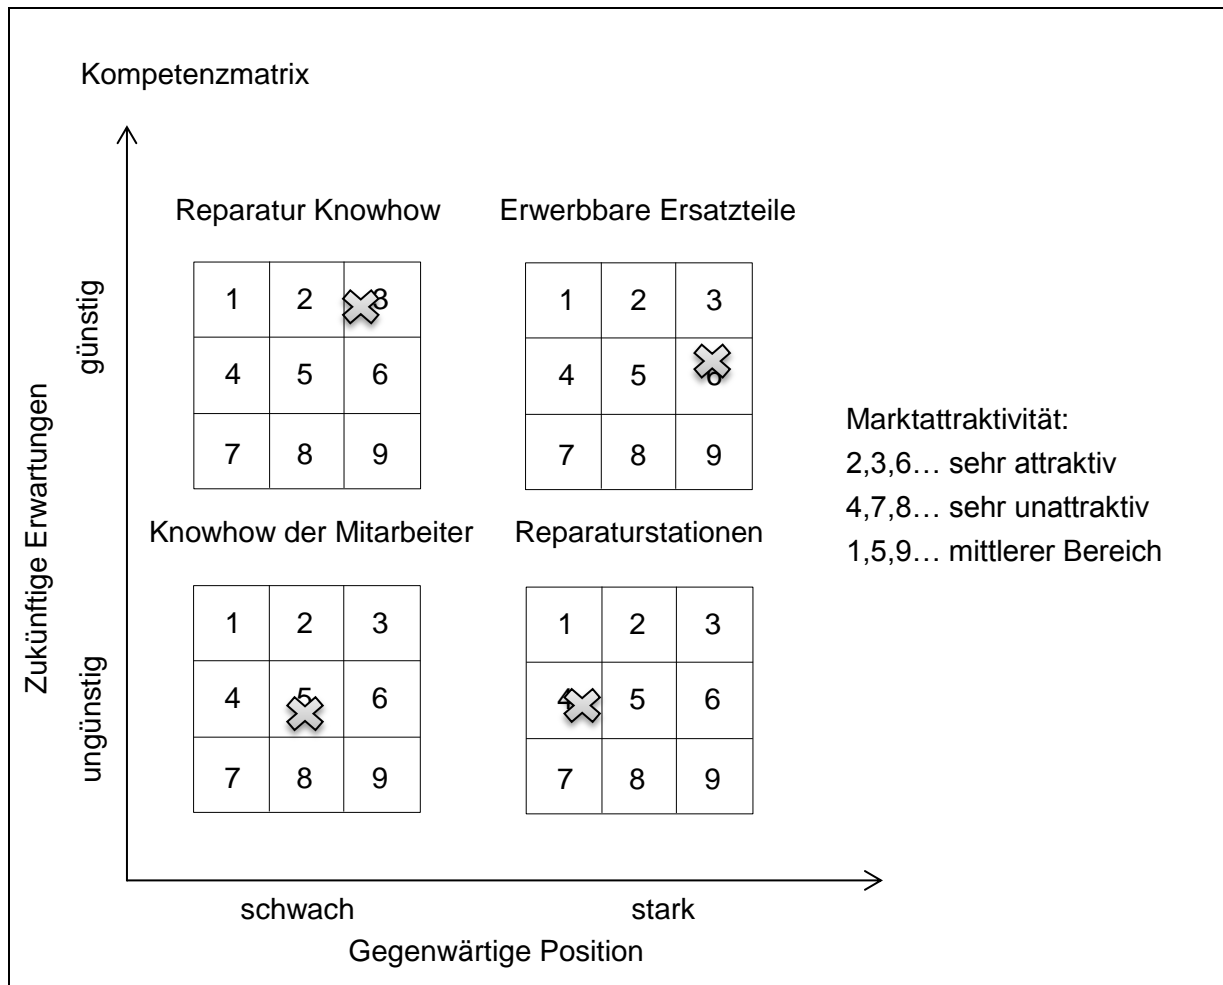 Kompetenzmatrix
Reparatur Knowhow
Erwerbbare Ersatzteile
1 2 3
4 5 6
7 8 9
1 2 3
4 5 6
7 8 9
Knowhow der Mitarbeiter
Reparaturstationen
1 2 3
4 5 6
7 8 9
1 2 3
4 5 6
7 8 9
Zukünftige Erwartungen
günstig
ungünstig
schwach
stark
Gegenwärtige Position
Marktattraktivität:
2,3,6… sehr attraktiv
4,7,8… sehr unattraktiv
1,5,9… mittlerer Bereich